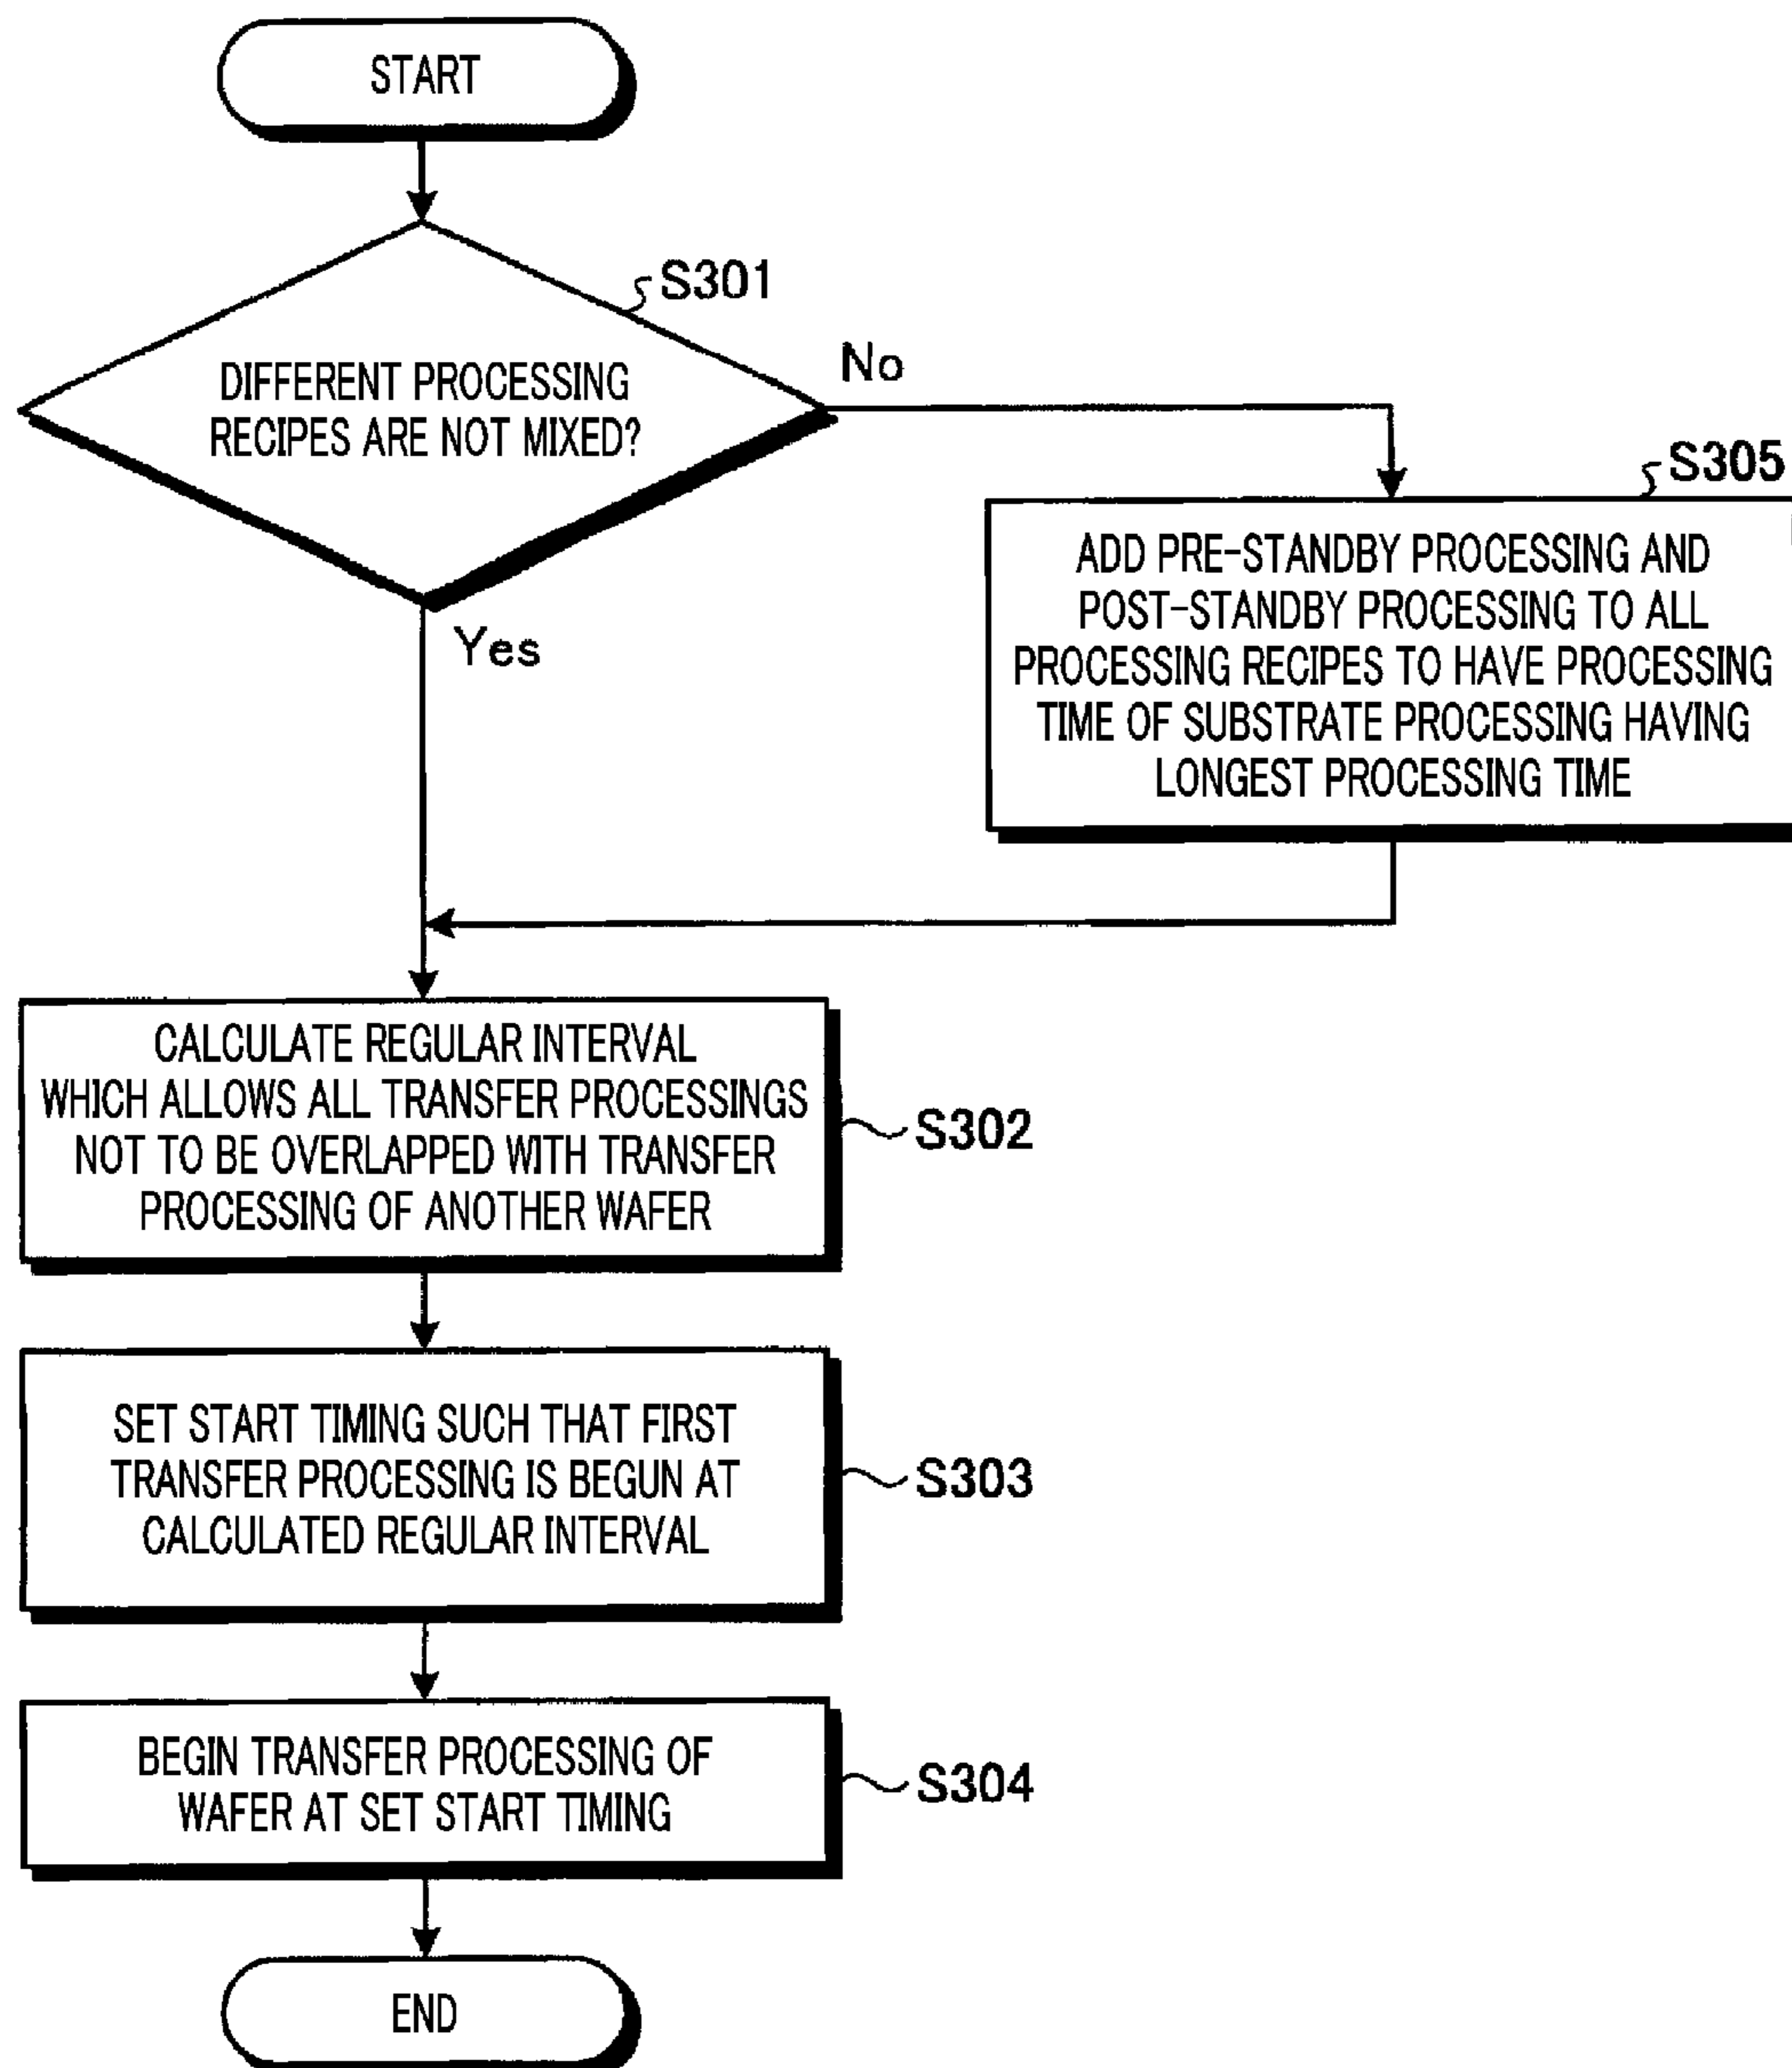 START
S301
DIFFERENT PROCESSING
RECIPES ARE NOT MIXED?
No
Yes
S305
ADD PRE-STANDBY PROCESSING AND
POST-STANDBY PROCESSING TO ALL
PROCESSING RECIPES TO HAVE PROCESSING
TIME OF SUBSTRATE PROCESSING HAVING
LONGEST PROCESSING TIME
CALCULATE REGULAR INTERVAL
WHICH ALLOWS ALL TRANSFER PROCESSINGS
NOT TO BE OVERLAPPED WITH TRANSFER
PROCESSING OF ANOTHER WAFER
S302
SET START TIMING SUCH THAT FIRST
TRANSFER PROCESSING IS BEGUN AT
CALCULATED REGULAR INTERVAL
S303
BEGIN TRANSFER PROCESSING OF
WAFER AT SET START TIMING
S304
END